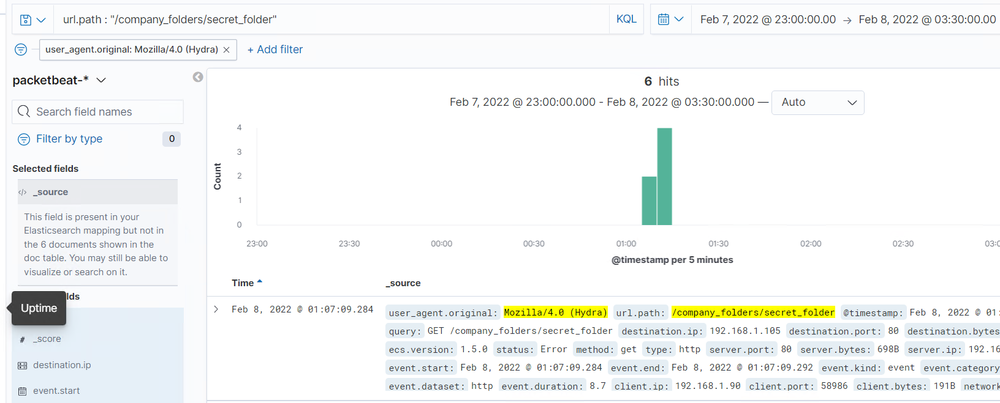 url.path : "/company_folders/secret_folder"
KQL
Feb 7, 2022 @ 23:00:00.00 → Feb 8, 2022 @ 03:30:00.00
user_agent.original: Mozilla/4.0 (Hydra) ×
+ Add filter
packetbeat-*
Search field names
Filter by type 0
Selected fields
</> _source
This field is present in your
Elasticsearch mapping but not in
the 6 documents shown in the
doc table. You may still be able to
visualize or search on it.
lds
Uptime
# _score
destination.ip
event.start
6 hits
Feb 7, 2022 @ 23:00:00.000 - Feb 8, 2022 @ 03:30:00.000 — Auto
Count
4
3
2
1
0
23:00 23:30 00:00 00:30 01:00 01:30 02:00 02:30 03:0
@timestamp per 5 minutes
Time _source
Feb 8, 2022 @ 01:07:09.284
user_agent.original: Mozilla/4.0 (Hydra) url.path: /company_folders/secret_folder @timestamp: Feb 8, 2022 @ 01:
query: GET /company_folders/secret_folder destination.ip: 192.168.1.105 destination.port: 80 destination.bytes
ecs.version: 1.5.0 status: Error method: get type: http server.port: 80 server.bytes: 698B server.ip: 192.16
event.start: Feb 8, 2022 @ 01:07:09.284 event.end: Feb 8, 2022 @ 01:07:09.292 event.kind: event event.category
event.dataset: http event.duration: 8.7 client.ip: 192.168.1.90 client.port: 58986 client.bytes: 191B network